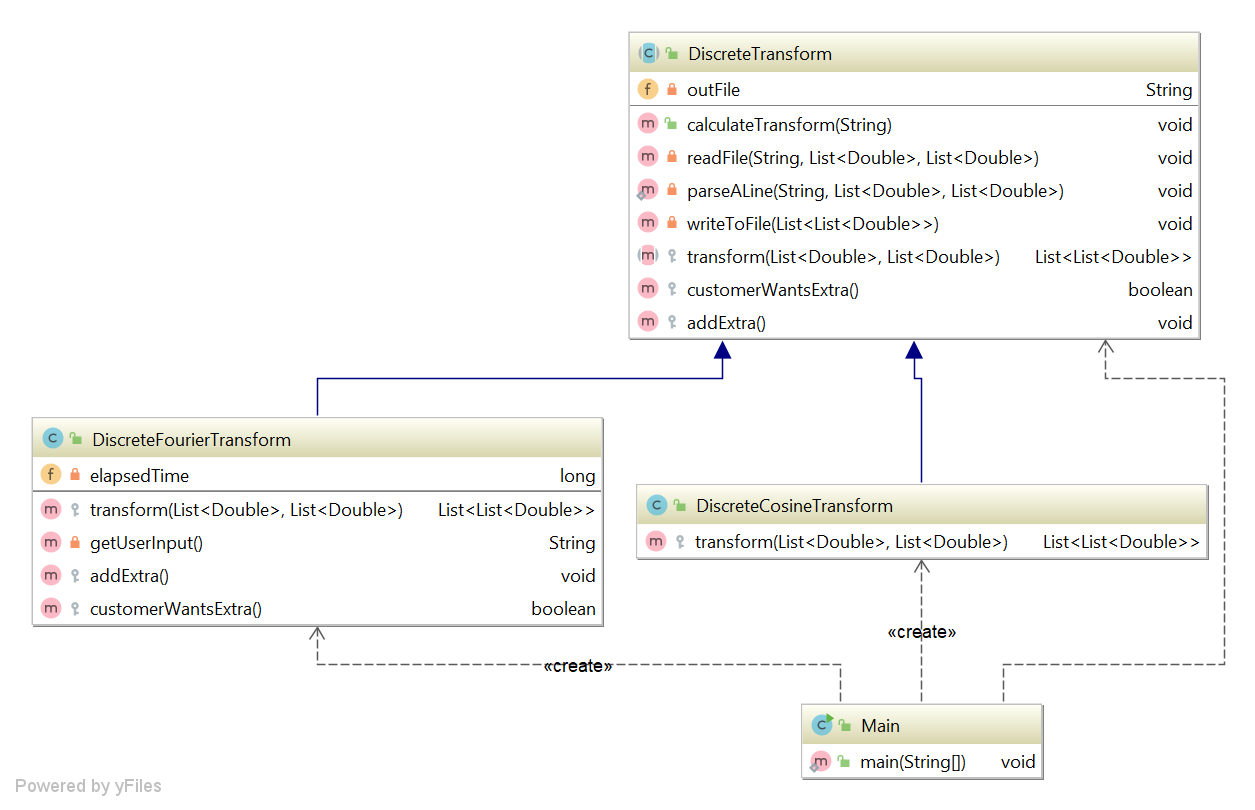 DiscreteTransform
outFile String
calculateTransform(String) void
readFile(String, List<Double>, List<Double>) void
parseALine(String, List<Double>, List<Double>) void
writeToFile(List<List<Double>>) void
transform(List<Double>, List<Double>) List<List<Double>>
customerWantsExtra() boolean
addExtra() void
DiscreteFourierTransform
elapsedTime long
transform(List<Double>, List<Double>) List<List<Double>>
getUserInput() String
addExtra() void
customerWantsExtra() boolean
DiscreteCosineTransform
transform(List<Double>, List<Double>) List<List<Double>>
«create»
«create»
Main
main(String[]) void
Powered by yFiles